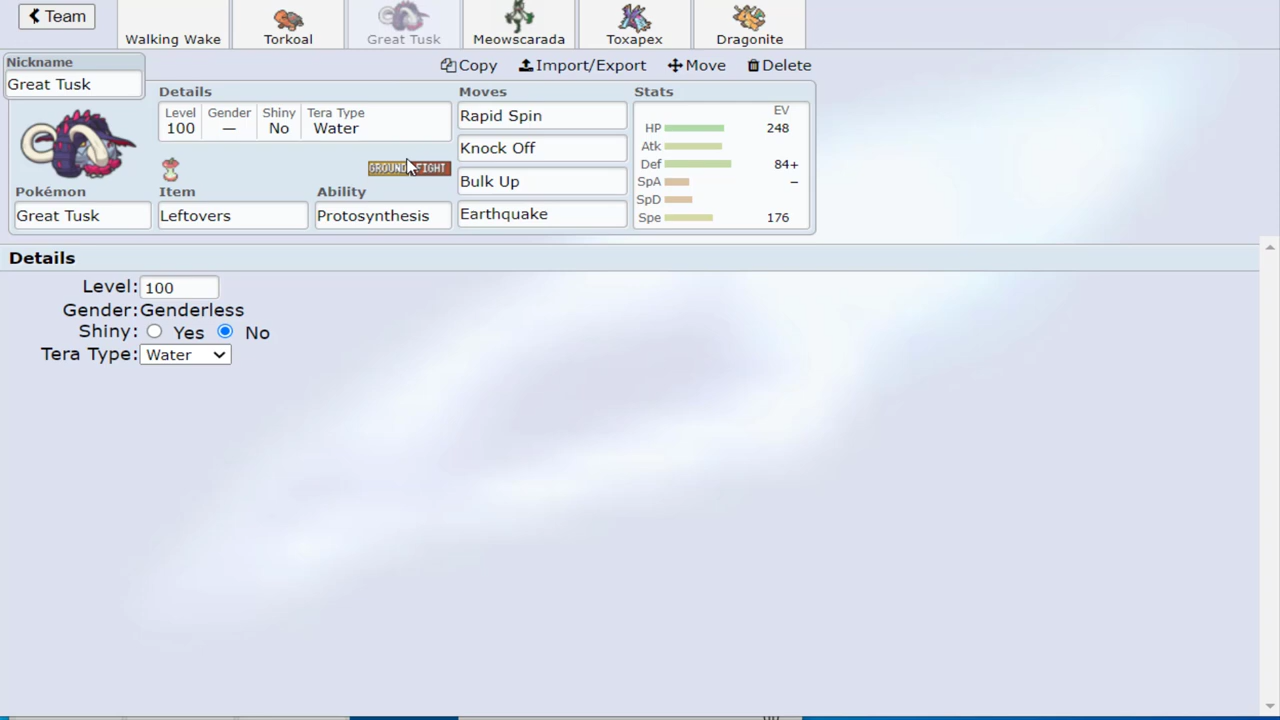 Team
Walking Wake
Torkoal
Great Tusk
Meowscarada
Toxapex
Dragonite
Nickname
Great Tusk
Copy
Import/Export
Move
Delete
Details
Level
100
Gender
—
Shiny
No
Tera Type
Water
Pokémon
Great Tusk
Item
Leftovers
Ability
Protosynthesis
Moves
Rapid Spin
Knock Off
Bulk Up
Earthquake
Stats
EV
HP 248
Atk
Def 84+
SpA –
SpD
Spe 176
Details
Level: 100
Gender: Genderless
Shiny: Yes No
Tera Type: Water